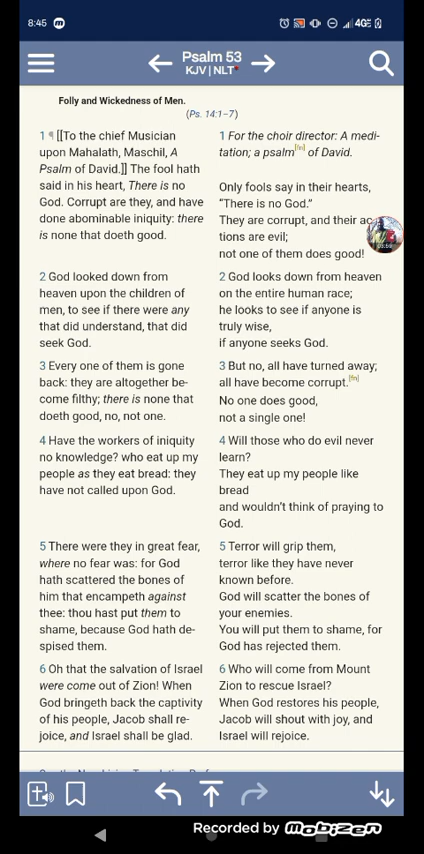 8:45
4G
Psalm 53
KJV | NLT
Folly and Wickedness of Men.
(Ps. 14:1–7)
1 ¶ [[To the chief Musician
upon Mahalath, Maschil, A
Psalm of David.]] The fool hath
said in his heart, There is no
God. Corrupt are they, and have
done abominable iniquity: there
is none that doeth good.
1 For the choir director: A medi-
tation; a psalm[fn] of David.
Only fools say in their hearts,
“There is no God.”
They are corrupt, and their ac-
tions are evil;
not one of them does good!
2 God looked down from
heaven upon the children of
men, to see if there were any
that did understand, that did
seek God.
2 God looks down from heaven
on the entire human race;
he looks to see if anyone is
truly wise,
if anyone seeks God.
3 Every one of them is gone
back: they are altogether be-
come filthy; there is none that
doeth good, no, not one.
3 But no, all have turned away;
all have become corrupt.[fn]
No one does good,
not a single one!
4 Have the workers of iniquity
no knowledge? who eat up my
people as they eat bread: they
have not called upon God.
4 Will those who do evil never
learn?
They eat up my people like
bread
and wouldn’t think of praying to
God.
5 There were they in great fear,
where no fear was: for God
hath scattered the bones of
him that encampeth against
thee: thou hast put them to
shame, because God hath de-
spised them.
5 Terror will grip them,
terror like they have never
known before.
God will scatter the bones of
your enemies.
You will put them to shame, for
God has rejected them.
6 Oh that the salvation of Israel
were come out of Zion! When
God bringeth back the captivity
of his people, Jacob shall re-
joice, and Israel shall be glad.
6 Who will come from Mount
Zion to rescue Israel?
When God restores his people,
Jacob will shout with joy, and
Israel will rejoice.
Recorded by Mobizen